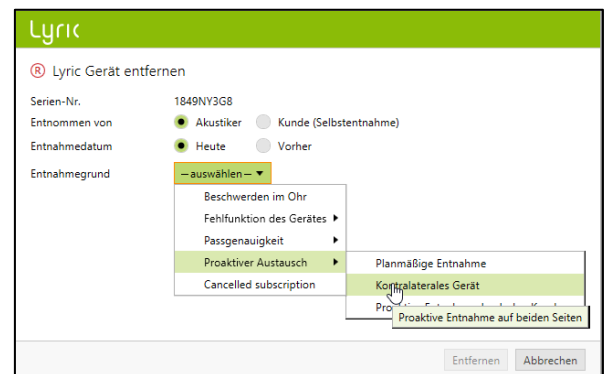 Lyric
R Lyric Gerät entfernen
Serien-Nr. 1849NY3G8
Entnommen von Akustiker Kunde (Selbstentnahme)
Entnahmedatum Heute Vorher
Entnahmegrund —auswählen—
Beschwerden im Ohr
Fehlfunktion des Gerätes
Passgenauigkeit
Proaktiver Austausch Planmäßige Entnahme
Cancelled subscription Kontralaterales Gerät
Proaktive Entnahme auf beiden Seiten
Entfernen Abbrechen